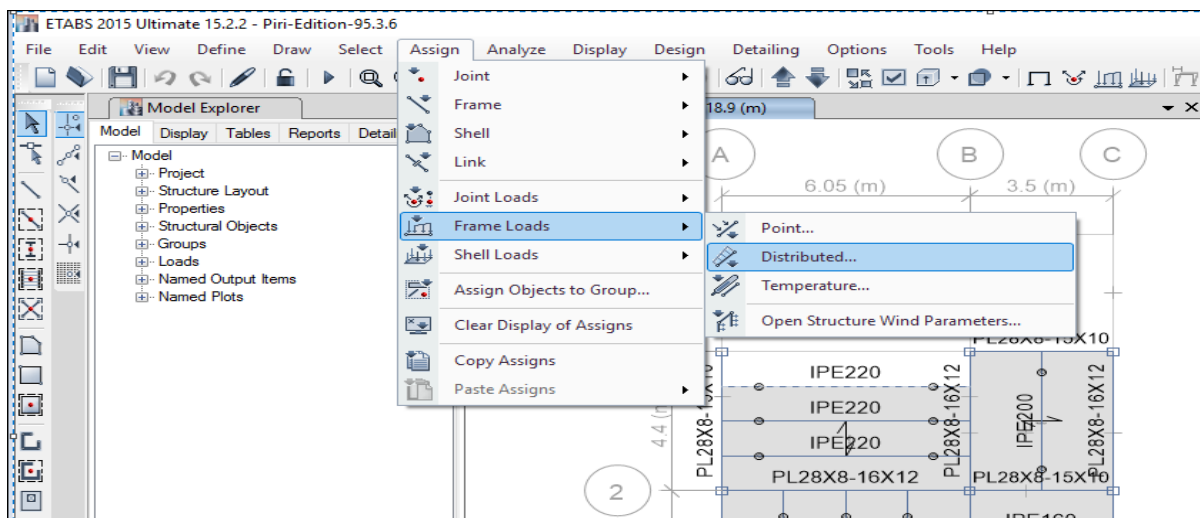 ETABS 2015 Ultimate 15.2.2 - Piri-Edition-95.3.6
File Edit View Define Draw Select Assign Analyze Display Design Detailing Options Tools Help
Model Explorer
Model Display Tables Reports Detail
Model
Project
Structure Layout
Properties
Structural Objects
Groups
Loads
Named Output Items
Named Plots
Joint
Frame
Shell
Link
Joint Loads
Frame Loads
Shell Loads
Assign Objects to Group...
Clear Display of Assigns
Copy Assigns
Paste Assigns
Point...
Distributed...
Temperature...
Open Structure Wind Parameters...
18.9 (m)
A B C
6.05 (m) 3.5 (m)
PL28X8-15X10
IPE220
IPE220
IPE220
PL28X8-16X12
PL28X8-15X10
IPE200
PL28X8-16X12
PL28X8-16X12
4.4
2
IPE160